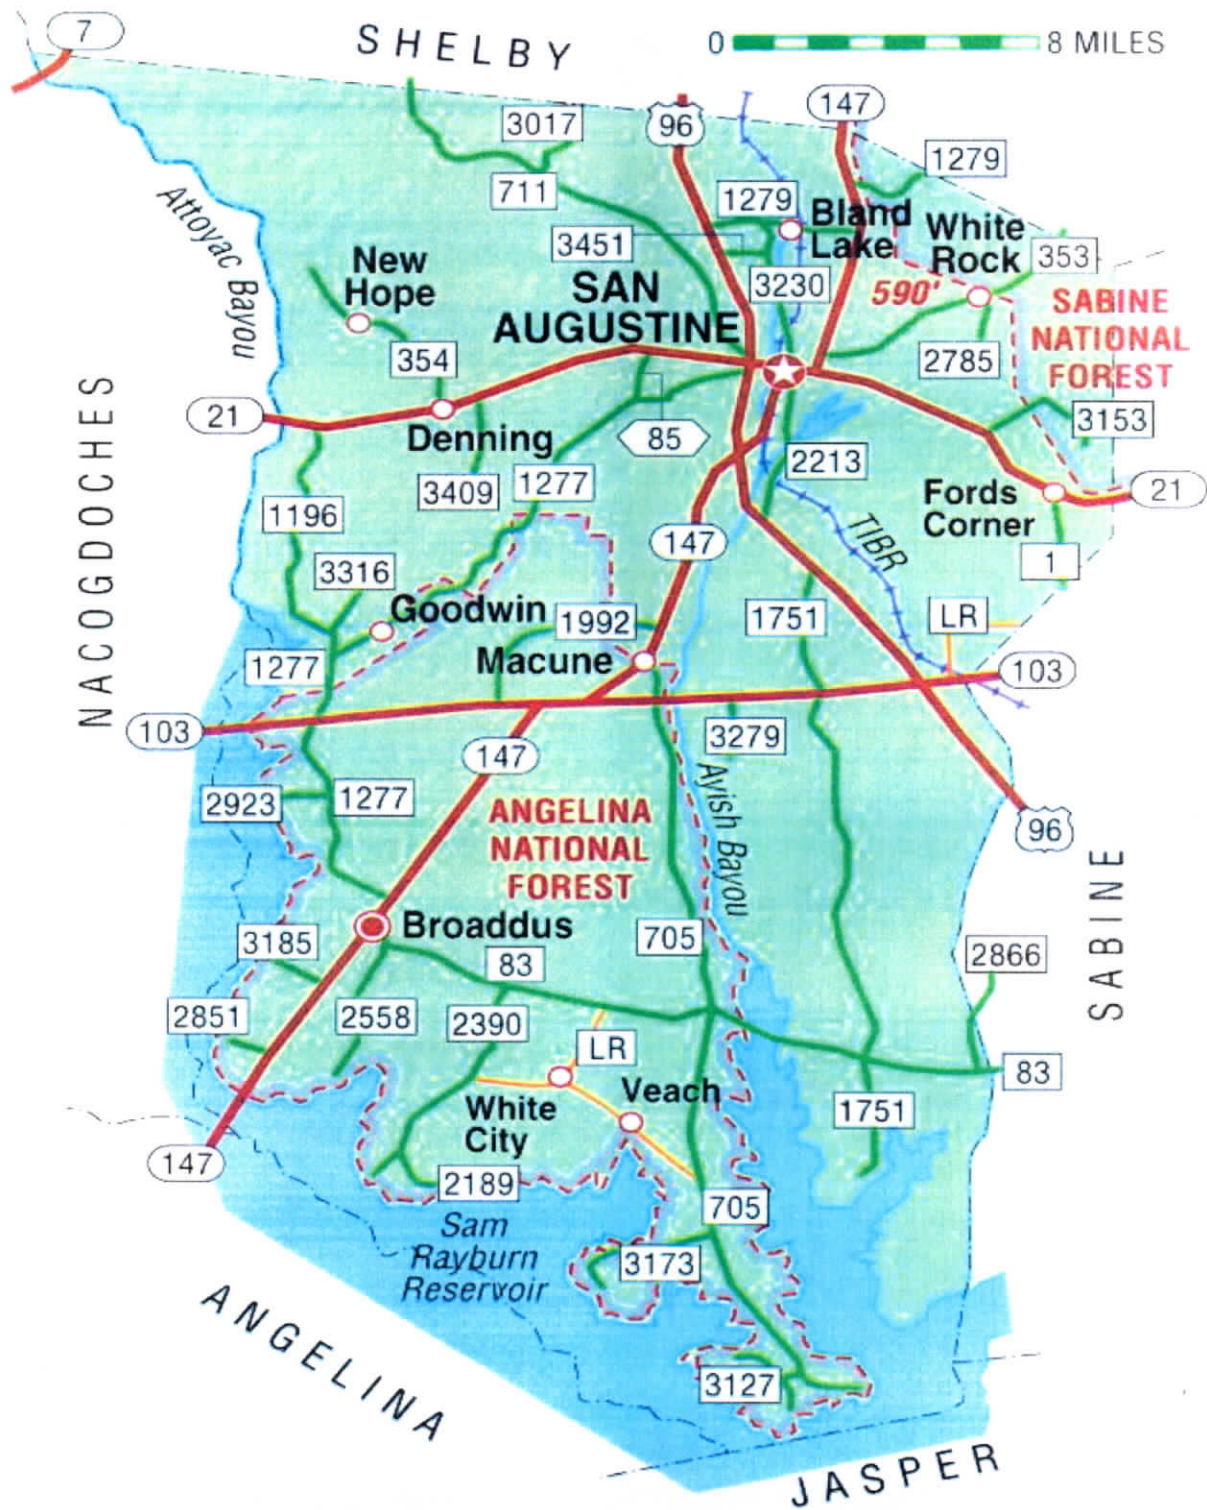 7
SHELBY
0 8 MILES
3017
96
147
1279
711
1279
Bland
Lake
White
Rock
353
3451
Attoyac Bayou
New
Hope
SAN
AUGUSTINE
3230
590'
SABINE
NATIONAL
FOREST
354
2785
NACOGDOCHES
21
Denning
85
3153
3409
1277
2213
Fords
Corner
21
1196
147
TIBR
3316
1
Goodwin
1992
1751
LR
1277
Macune
103
103
147
3279
2923
1277
Ayish Bayou
ANGELINA
NATIONAL
FOREST
96
SABINE
3185
Broaddus
705
83
2866
2851
2558
2390
LR
83
White
City
Veach
1751
147
2189
705
Sam
Rayburn
Reservoir
3173
ANGELINA
3127
JASPER